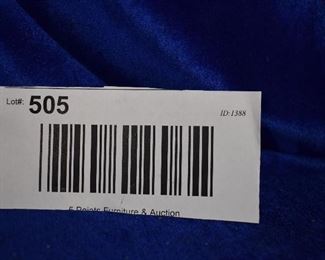 Lot#: 505
ID:1388
5 Points Furniture & Auction